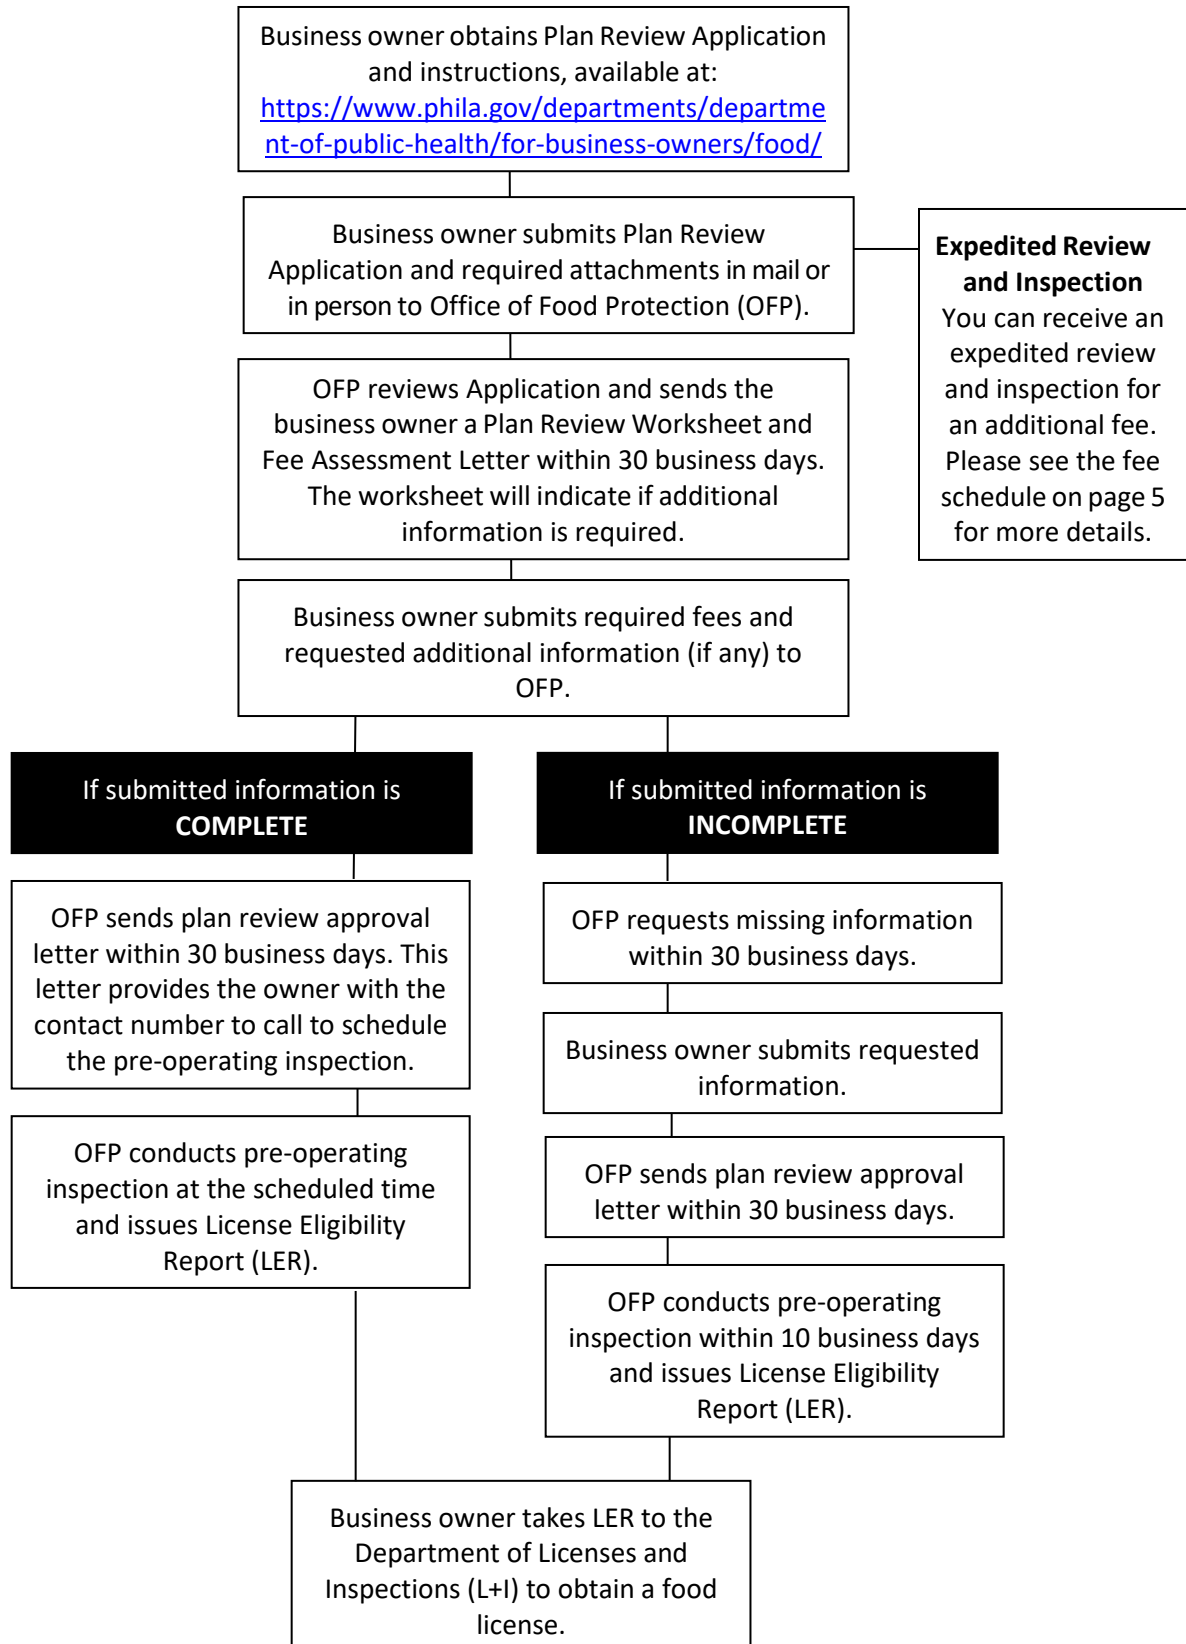 Business owner obtains Plan Review Application
and instructions, available at:
https://www.phila.gov/departments/departme
nt-of-public-health/for-business-owners/food/
Business owner submits Plan Review
Application and required attachments in mail or
in person to Office of Food Protection (OFP).
Expedited Review
and Inspection
You can receive an
expedited review
and inspection for
an additional fee.
Please see the fee
schedule on page 5
for more details.
OFP reviews Application and sends the
business owner a Plan Review Worksheet and
Fee Assessment Letter within 30 business days.
The worksheet will indicate if additional
information is required.
Business owner submits required fees and
requested additional information (if any) to
OFP.
If submitted information is
COMPLETE
OFP sends plan review approval
letter within 30 business days. This
letter provides the owner with the
contact number to call to schedule
the pre-operating inspection.
OFP conducts pre-operating
inspection at the scheduled time
and issues License Eligibility
Report (LER).
If submitted information is
INCOMPLETE
OFP requests missing information
within 30 business days.
Business owner submits requested
information.
OFP sends plan review approval
letter within 30 business days.
OFP conducts pre-operating
inspection within 10 business days
and issues License Eligibility
Report (LER).
Business owner takes LER to the
Department of Licenses and
Inspections (L+I) to obtain a food
license.